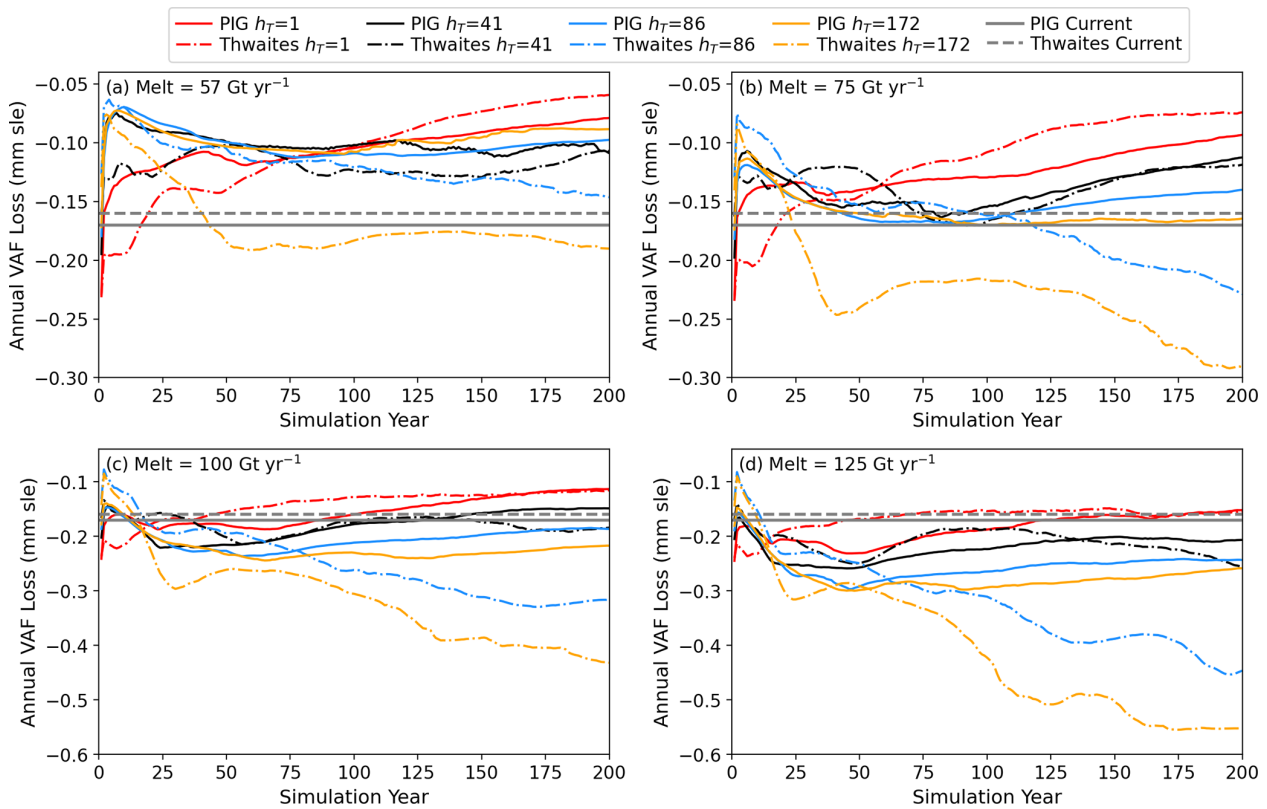 PIG h_T=1 PIG h_T=41 PIG h_T=86 PIG h_T=172 PIG Current
Thwaites h_T=1 Thwaites h_T=41 Thwaites h_T=86 Thwaites h_T=172 Thwaites Current
(a) Melt = 57 Gt yr⁻¹
Annual VAF Loss (mm sle)
−0.05
−0.10
−0.15
−0.20
−0.25
−0.30
0 25 50 75 100 125 150 175 200
Simulation Year
(b) Melt = 75 Gt yr⁻¹
Annual VAF Loss (mm sle)
−0.05
−0.10
−0.15
−0.20
−0.25
−0.30
0 25 50 75 100 125 150 175 200
Simulation Year
(c) Melt = 100 Gt yr⁻¹
Annual VAF Loss (mm sle)
−0.1
−0.2
−0.3
−0.4
−0.5
−0.6
0 25 50 75 100 125 150 175 200
Simulation Year
(d) Melt = 125 Gt yr⁻¹
Annual VAF Loss (mm sle)
−0.1
−0.2
−0.3
−0.4
−0.5
−0.6
0 25 50 75 100 125 150 175 200
Simulation Year